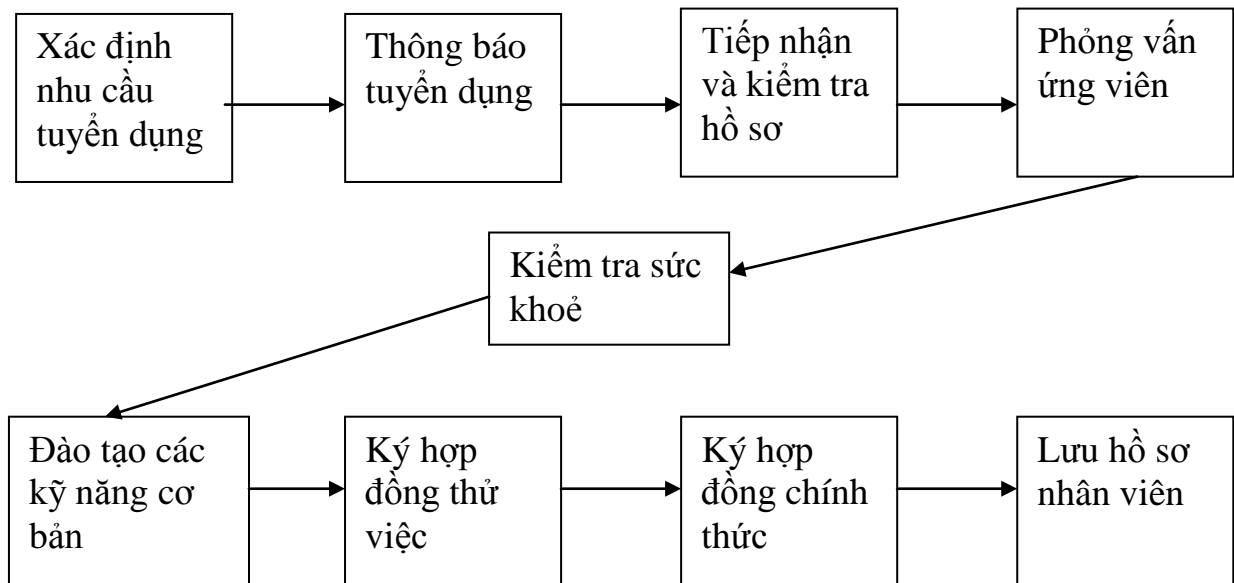 Xác định
nhu cầu
tuyển dụng
Thông báo
tuyển dụng
Tiếp nhận
và kiểm tra
hồ sơ
Phỏng vấn
ứng viên
Kiểm tra sức
khoẻ
Đào tạo các
kỹ năng cơ
bản
Ký hợp
đồng thử
việc
Ký hợp
đồng chính
thức
Lưu hồ sơ
nhân viên